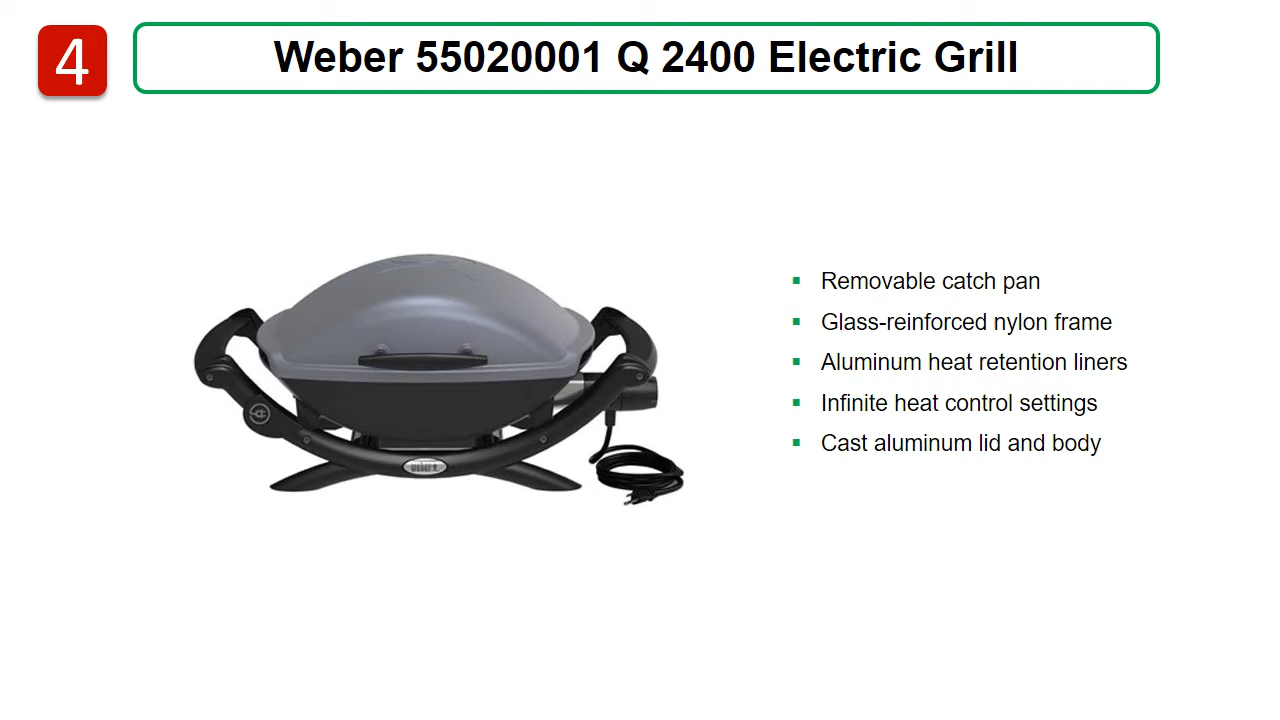 4
Weber 55020001 Q 2400 Electric Grill
Removable catch pan
Glass-reinforced nylon frame
Aluminum heat retention liners
Infinite heat control settings
Cast aluminum lid and body
weber